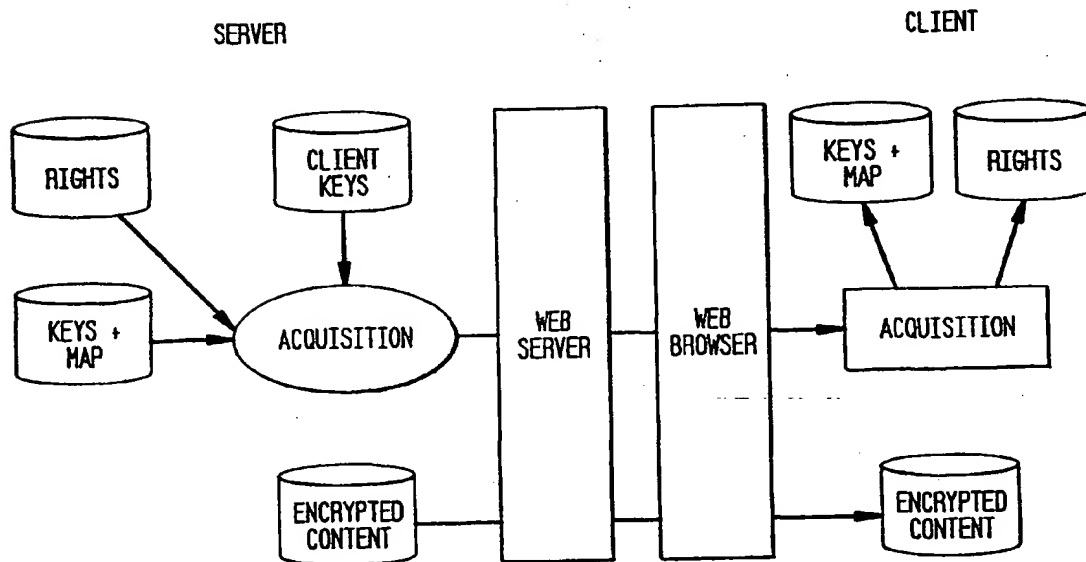 SERVER
CLIENT
RIGHTS
CLIENT
KEYS
KEYS +
MAP
RIGHTS
KEYS +
MAP
ACQUISITION
WEB
SERVER
WEB
BROWSER
ACQUISITION
ENCRYPTED
CONTENT
ENCRYPTED
CONTENT